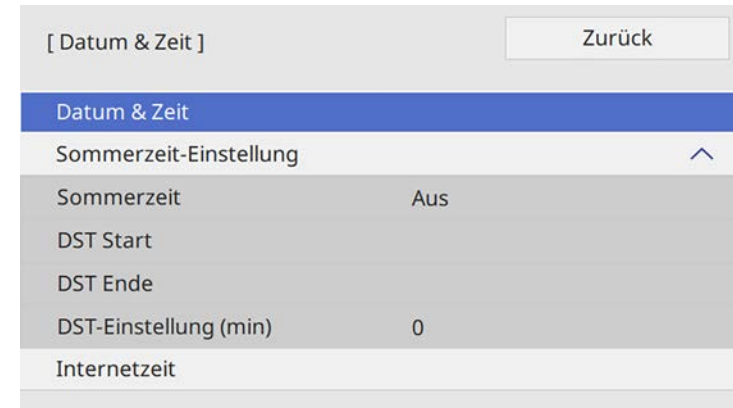 [ Datum & Zeit ] Zurück
Datum & Zeit
Sommerzeit-Einstellung
Sommerzeit Aus
DST Start
DST Ende
DST-Einstellung (min) 0
Internetzeit